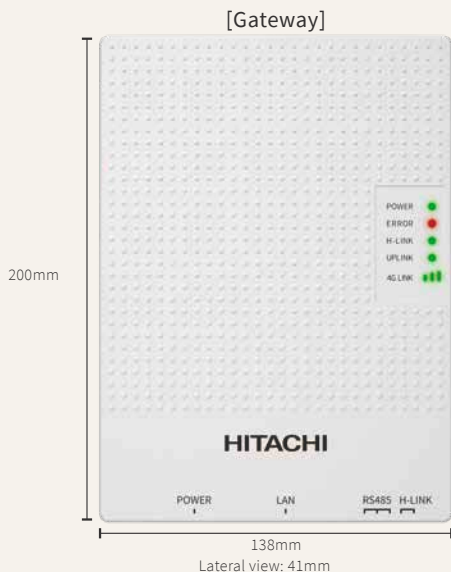 [Gateway]
POWER
ERROR
H-LINK
UPLINK
4G LINK
200mm
HITACHI
POWER LAN RS485 H-LINK
138mm
Lateral view: 41mm